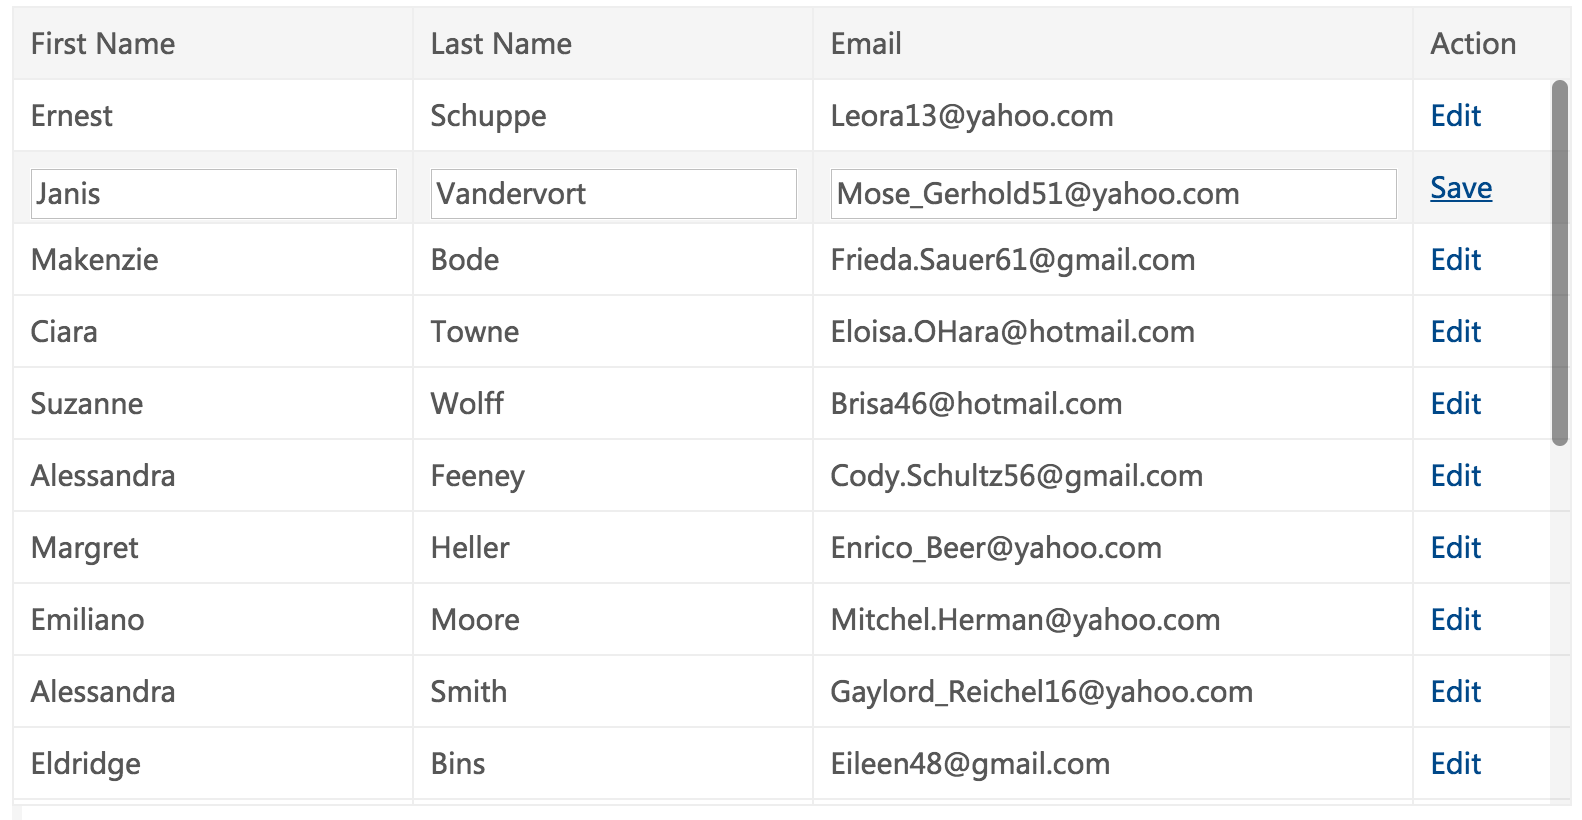 First Name Last Name Email Action
Ernest Schuppe Leora13@yahoo.com Edit
Janis Vandervort Mose_Gerhold51@yahoo.com Save
Makenzie Bode Frieda.Sauer61@gmail.com Edit
Ciara Towne Eloisa.OHara@hotmail.com Edit
Suzanne Wolff Brisa46@hotmail.com Edit
Alessandra Feeney Cody.Schultz56@gmail.com Edit
Margret Heller Enrico_Beer@yahoo.com Edit
Emiliano Moore Mitchel.Herman@yahoo.com Edit
Alessandra Smith Gaylord_Reichel16@yahoo.com Edit
Eldridge Bins Eileen48@gmail.com Edit